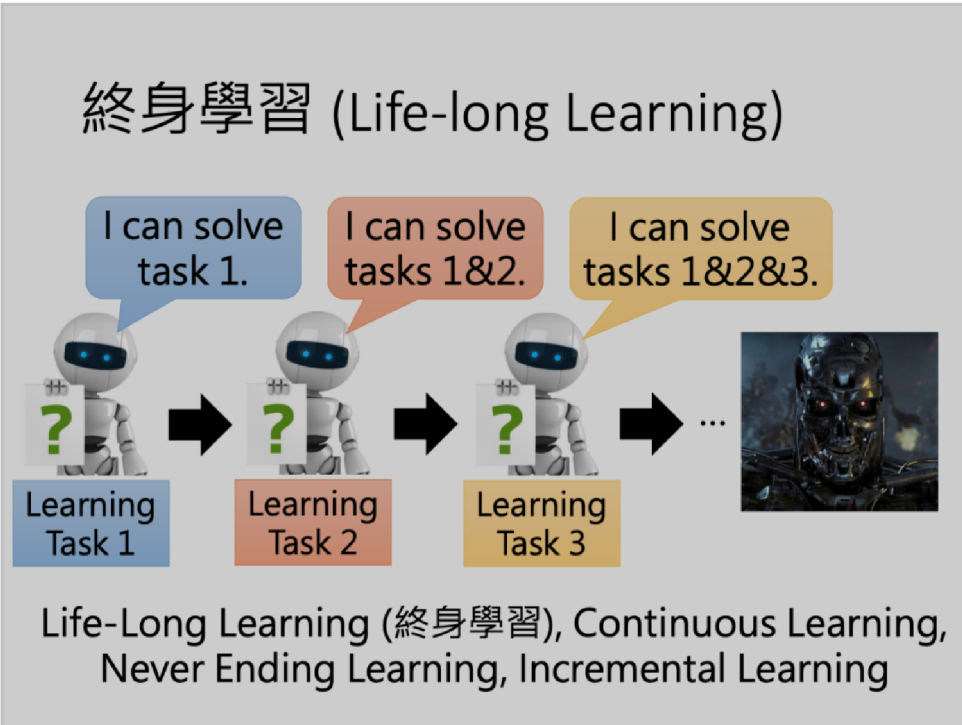 終身學習 (Life-long Learning)
I can solve
task 1.
I can solve
tasks 1&2.
I can solve
tasks 1&2&3.
?
?
?
...
Learning
Task 1
Learning
Task 2
Learning
Task 3
Life-Long Learning (終身學習), Continuous Learning,
Never Ending Learning, Incremental Learning